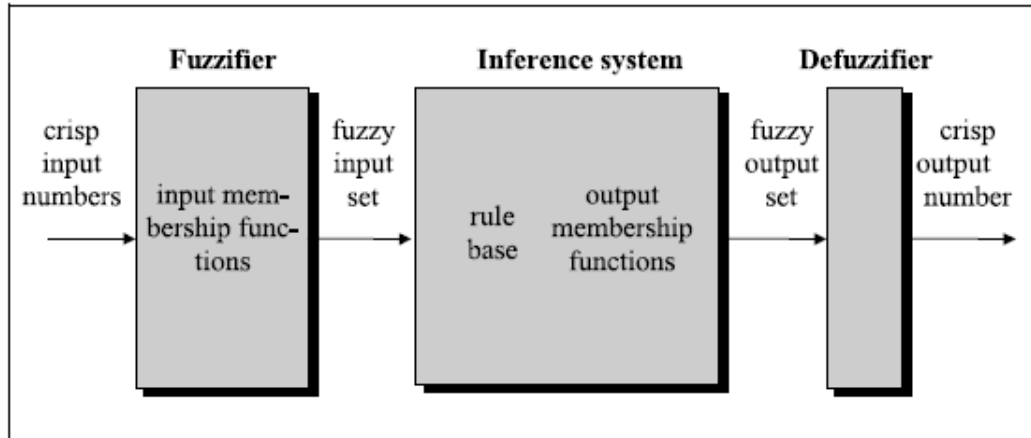 Fuzzifier
Inference system
Defuzzifier
crisp
input
numbers
input mem-
bership func-
tions
fuzzy
input
set
rule
base
output
membership
functions
fuzzy
output
set
crisp
output
number